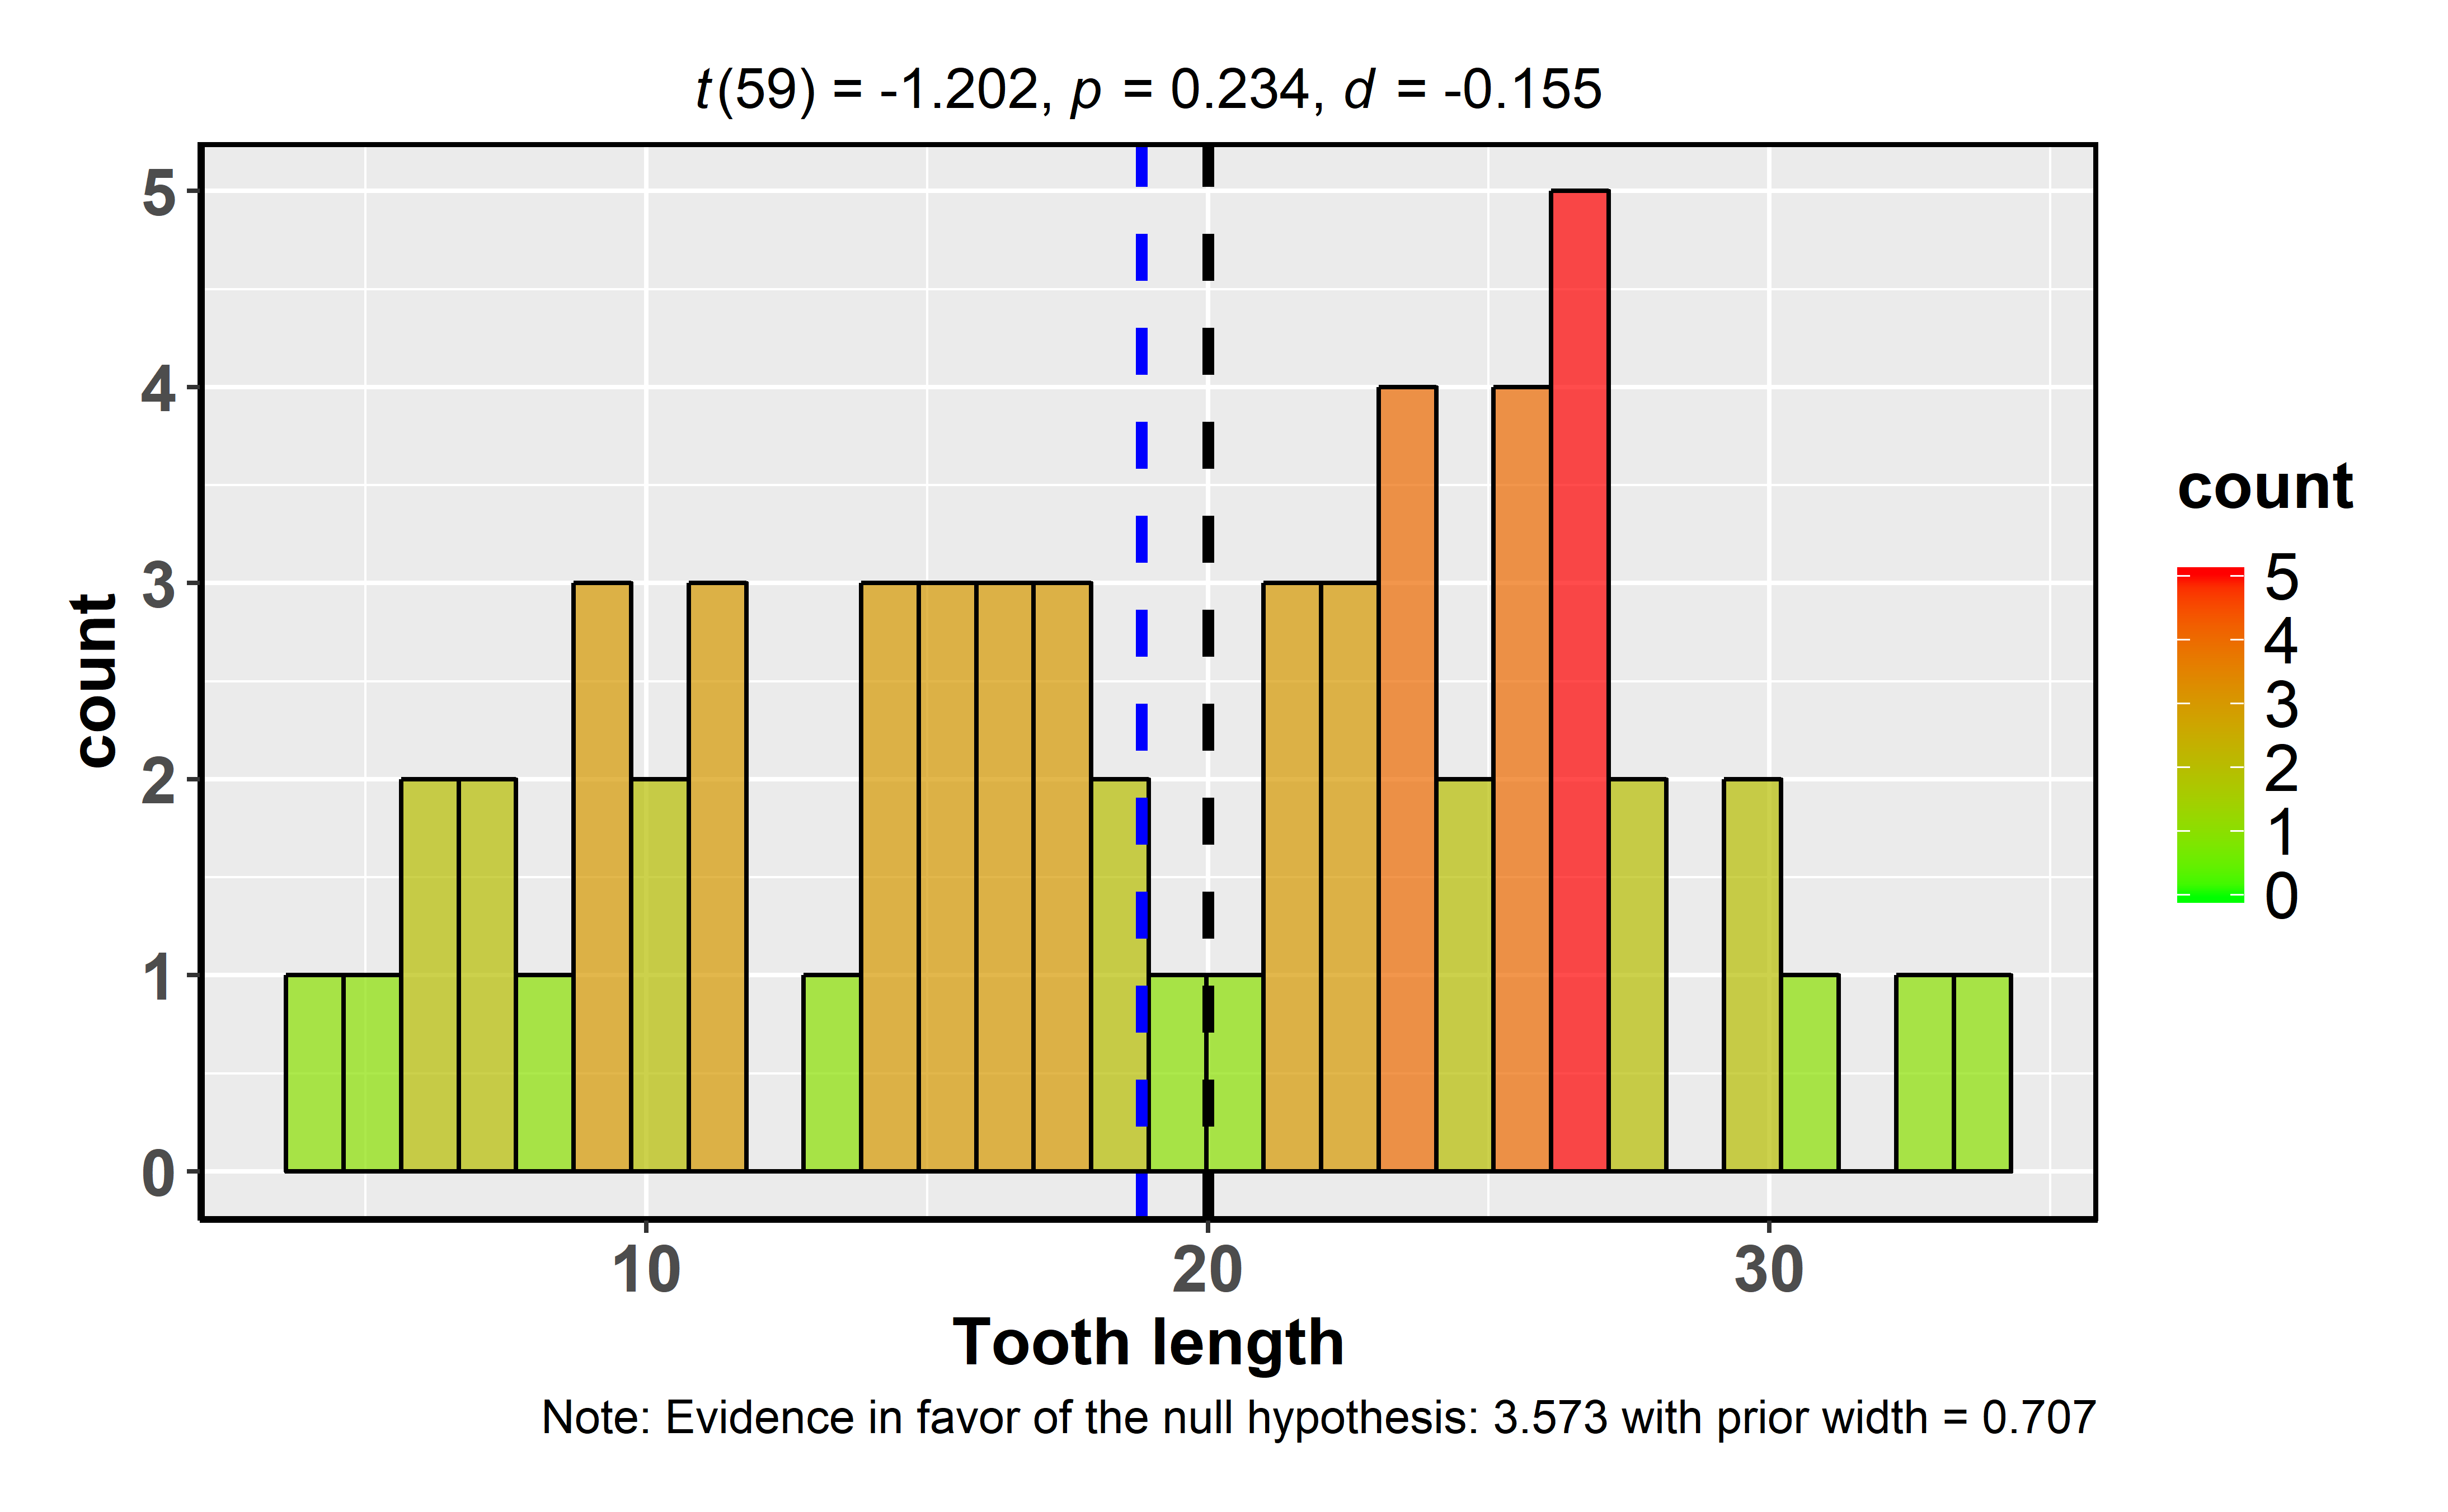 t(59) = -1.202, p = 0.234, d = -0.155
count
5
4
3
2
1
0
10 20 30
Tooth length
Note: Evidence in favor of the null hypothesis: 3.573 with prior width = 0.707
count
5
4
3
2
1
0